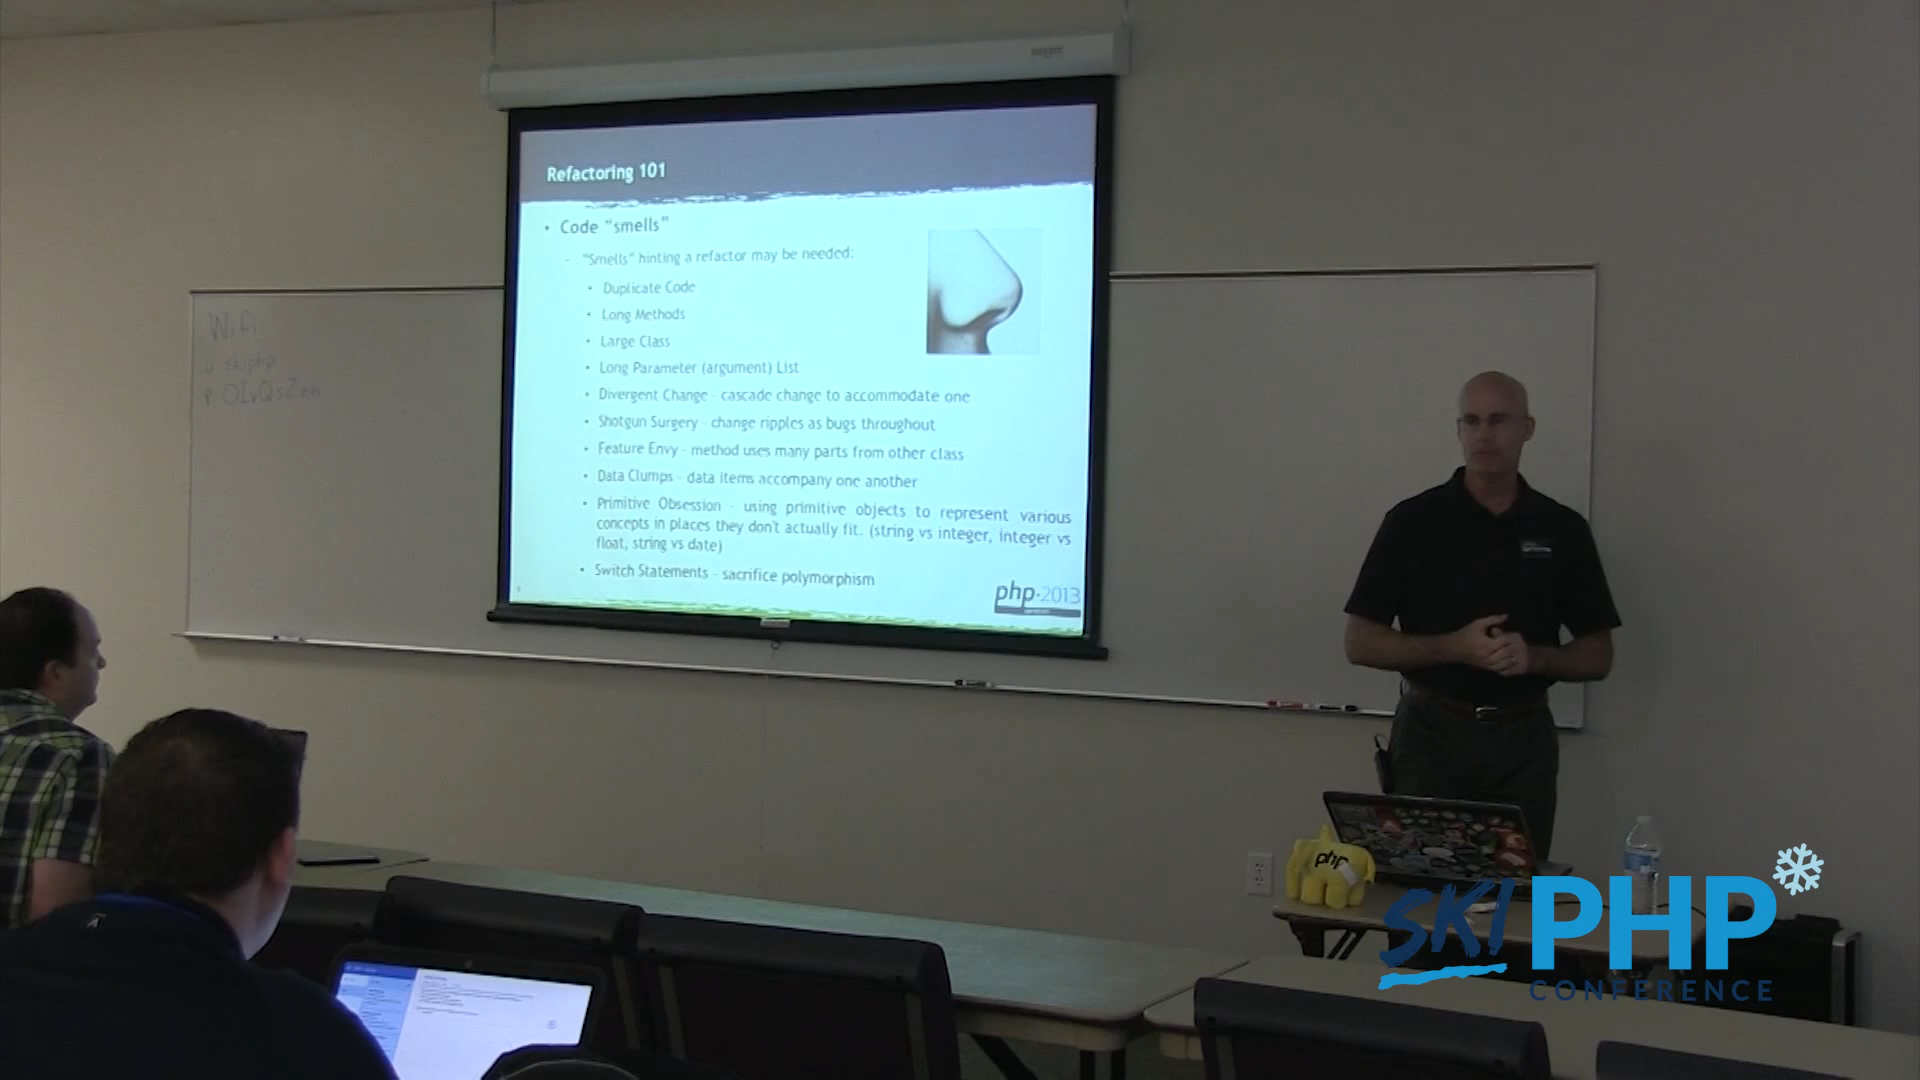 Refactoring 101
• Code “smells”
– “Smells” hinting a refactor may be needed:
• Duplicate Code
• Long Methods
• Large Class
• Long Parameter (argument) List
• Divergent Change – cascade change to accommodate one
• Shotgun Surgery – change ripples as bugs throughout
• Feature Envy – method uses many parts from other class
• Data Clumps – data items accompany one another
• Primitive Obsession – using primitive objects to represent various
concepts in places they don't actually fit. (string vs integer, integer vs
float, string vs date)
• Switch Statements – sacrifice polymorphism
php-2013
Wifi
U skiphp
P
php
SKI PHP
CONFERENCE